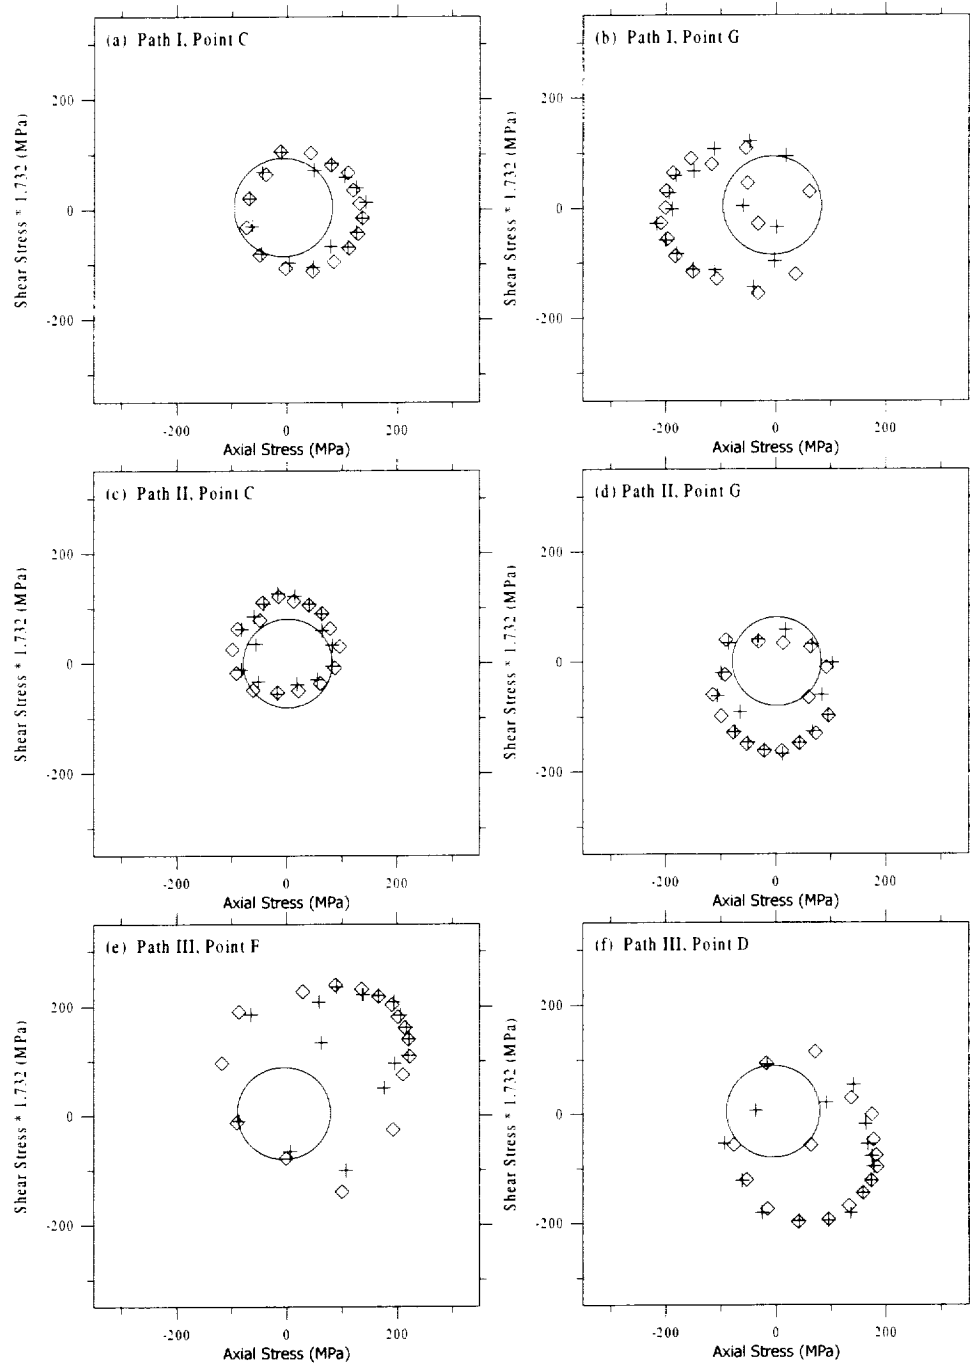 (a) Path I, Point C
Shear Stress * 1.732 (MPa)
200
0
-200
-200 0 200
Axial Stress (MPa)
(b) Path I, Point G
Shear Stress * 1.732 (MPa)
200
0
-200
-200 0 200
Axial Stress (MPa)
(c) Path II, Point C
Shear Stress * 1.732 (MPa)
200
0
-200
-200 0 200
Axial Stress (MPa)
(d) Path II, Point G
Shear Stress * 1.732 (MPa)
200
0
-200
-200 0 200
Axial Stress (MPa)
(e) Path III, Point F
Shear Stress * 1.732 (MPa)
200
0
-200
-200 0 200
Axial Stress (MPa)
(f) Path III, Point D
Shear Stress * 1.732 (MPa)
200
0
-200
-200 0 200
Axial Stress (MPa)